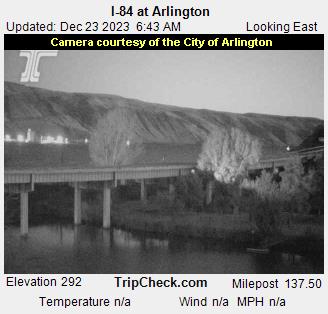 I-84 at Arlington
Updated: Dec 23 2023 6:43 AM Looking East
Camera courtesy of the City of Arlington
Elevation 292 TripCheck.com Milepost 137.50
Temperature n/a Wind n/a MPH n/a